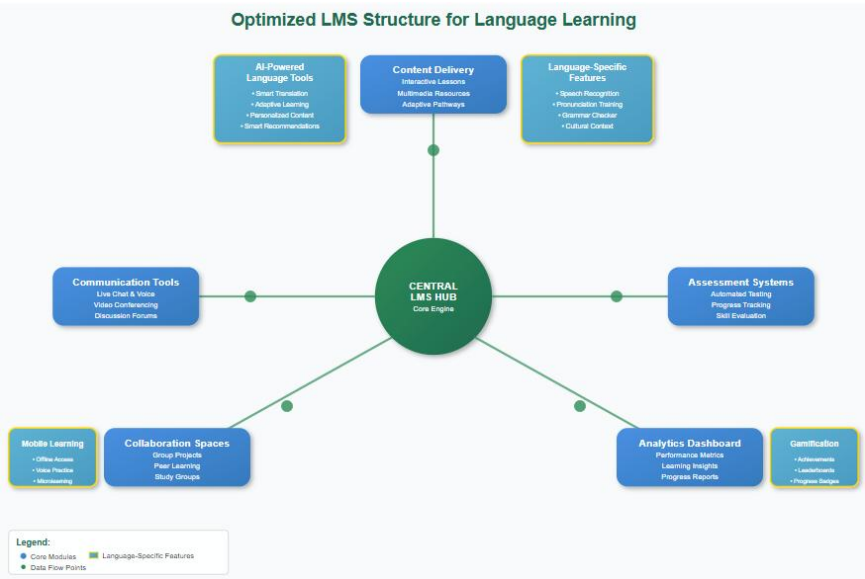 Optimized LMS Structure for Language Learning
AI-Powered
Language Tools
• Smart Translation
• Adaptive Learning
• Personalized Content
• Smart Recommendations
Content Delivery
Interactive Lessons
Multimedia Resources
Adaptive Pathways
Language-Specific
Features
• Speech Recognition
• Pronunciation Training
• Grammar Checker
• Cultural Context
Communication Tools
Live Chat & Voice
Video Conferencing
Discussion Forums
CENTRAL
LMS HUB
Core Engine
Assessment Systems
Automated Testing
Progress Tracking
Skill Evaluation
Mobile Learning
• Offline Access
• Voice Practice
• Microlearning
Collaboration Spaces
Group Projects
Peer Learning
Study Groups
Analytics Dashboard
Performance Metrics
Learning Insights
Progress Reports
Gamification
• Achievements
• Leaderboards
• Progress Badges
Legend:
Core Modules
Language-Specific Features
Data Flow Points